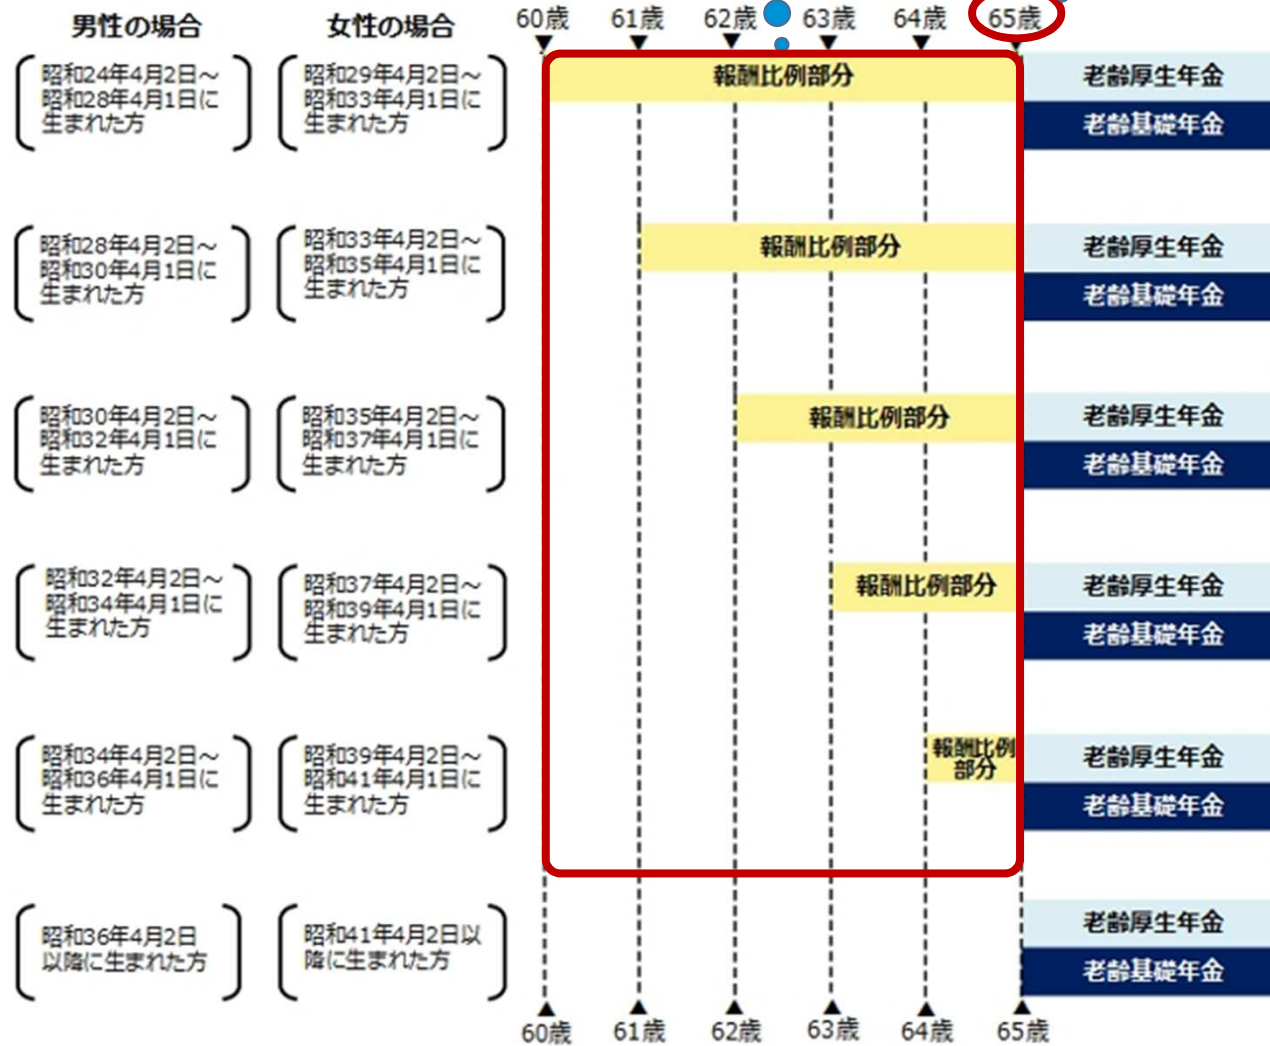 男性の場合 女性の場合 60歳 61歳 62歳 63歳 64歳 65歳
昭和24年4月2日～
昭和28年4月1日に
生まれた方
昭和29年4月2日～
昭和33年4月1日に
生まれた方
報酬比例部分
老齢厚生年金
老齢基礎年金
昭和28年4月2日～
昭和30年4月1日に
生まれた方
昭和33年4月2日～
昭和35年4月1日に
生まれた方
報酬比例部分
老齢厚生年金
老齢基礎年金
昭和30年4月2日～
昭和32年4月1日に
生まれた方
昭和35年4月2日～
昭和37年4月1日に
生まれた方
報酬比例部分
老齢厚生年金
老齢基礎年金
昭和32年4月2日～
昭和34年4月1日に
生まれた方
昭和37年4月2日～
昭和39年4月1日に
生まれた方
報酬比例部分
老齢厚生年金
老齢基礎年金
昭和34年4月2日～
昭和36年4月1日に
生まれた方
昭和39年4月2日～
昭和41年4月1日に
生まれた方
報酬比例
部分
老齢厚生年金
老齢基礎年金
昭和36年4月2日
以降に生まれた方
昭和41年4月2日以
降に生まれた方
老齢厚生年金
老齢基礎年金
60歳 61歳 62歳 63歳 64歳 65歳